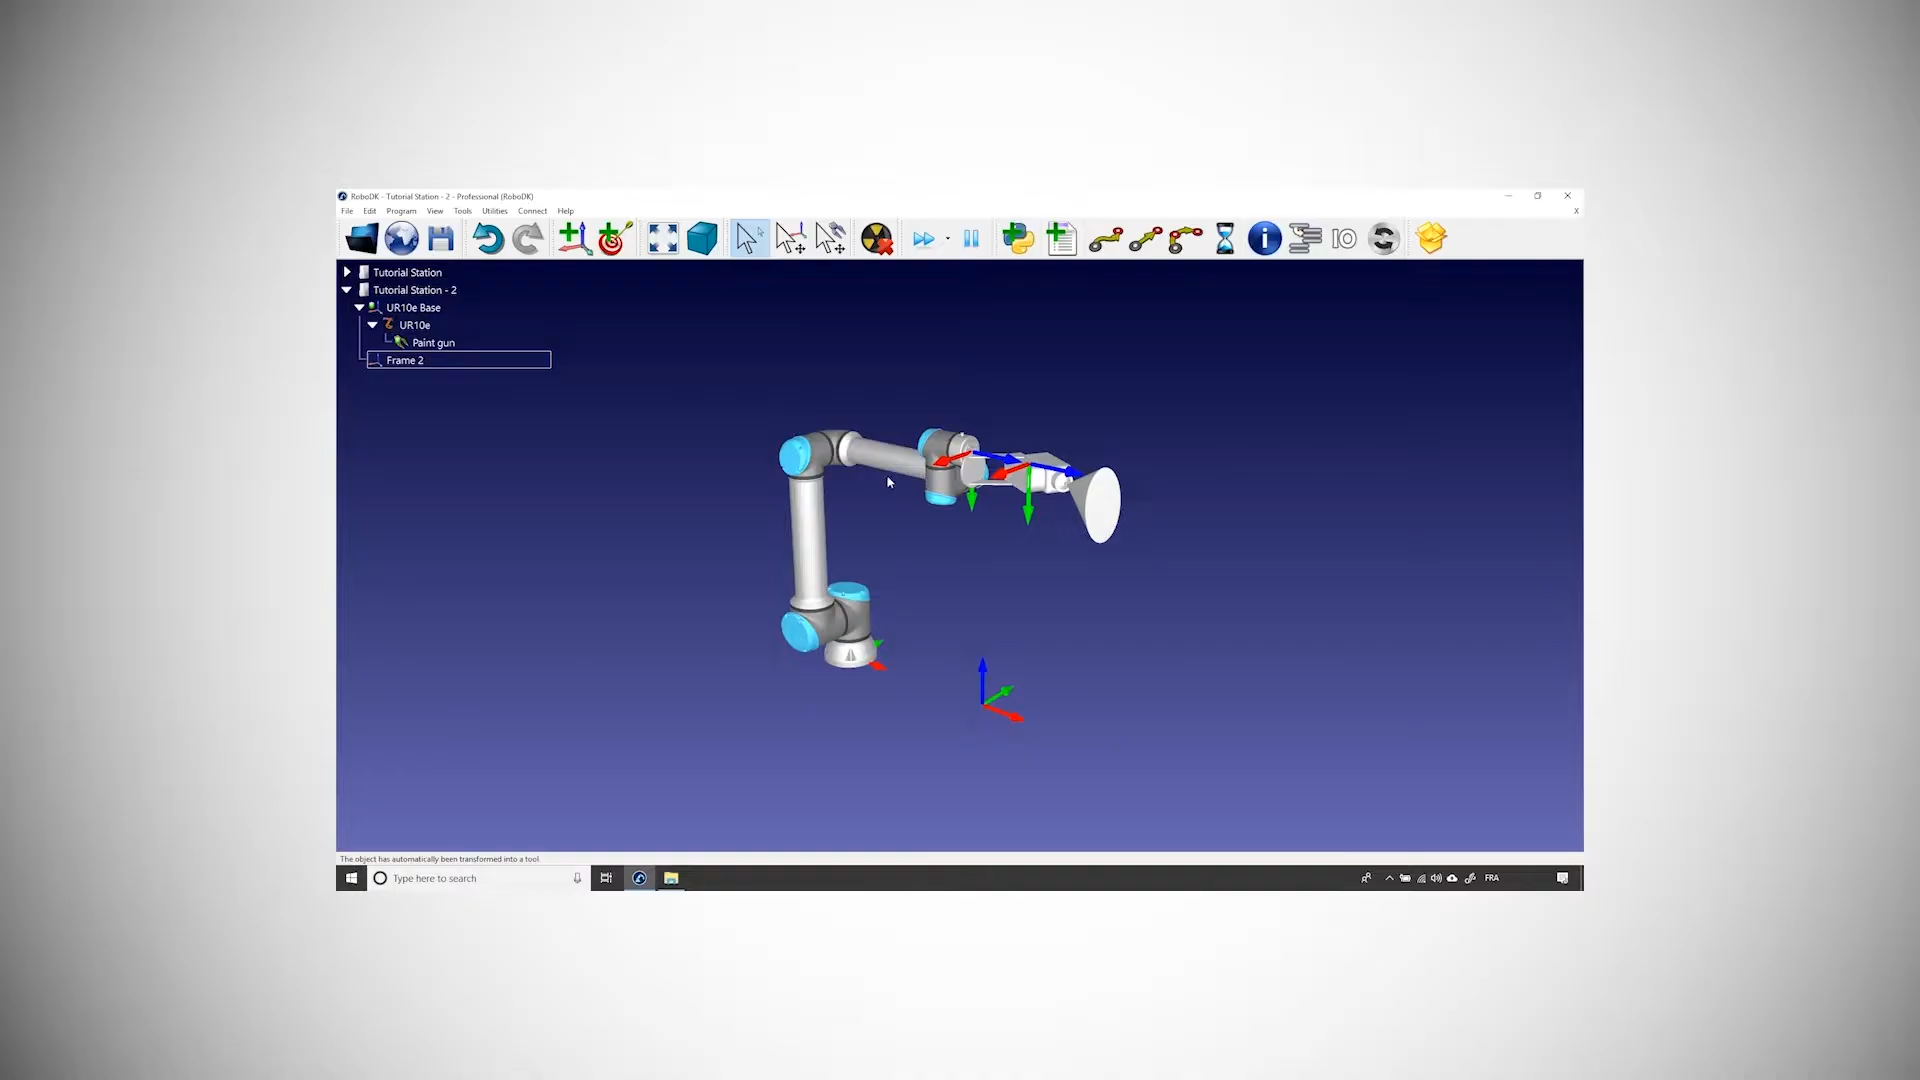 RoboDK - Tutorial Station - 2 - Professional (RoboDK)
File Edit Program View Tools Utilities Connect Help
IO
Tutorial Station
Tutorial Station - 2
UR10e Base
UR10e
Paint gun
Frame 2
The object has automatically been transformed into a tool.
Type here to search
FRA